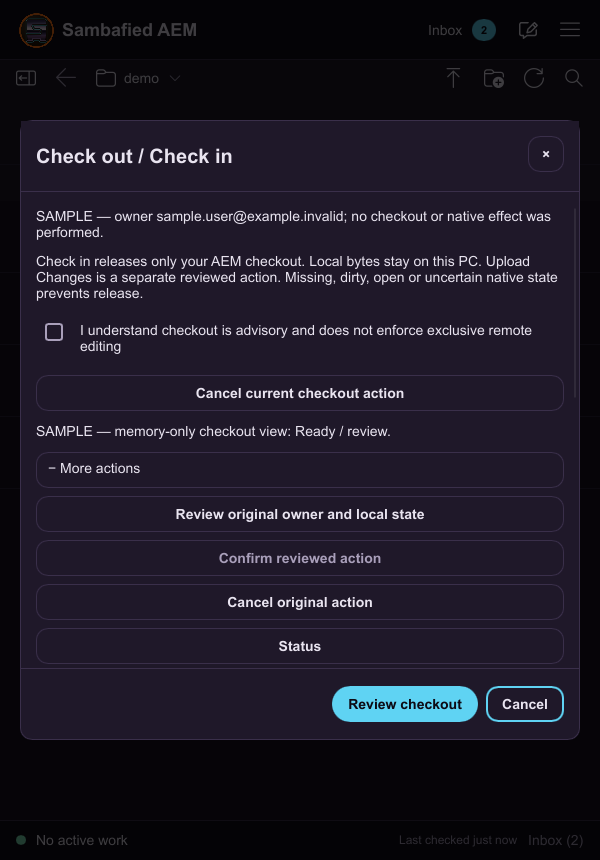 Sambafied AEM
Inbox 2
demo
Check out / Check in
×
SAMPLE — owner sample.user@example.invalid; no checkout or native effect was
performed.
Check in releases only your AEM checkout. Local bytes stay on this PC. Upload
Changes is a separate reviewed action. Missing, dirty, open or uncertain native state
prevents release.
I understand checkout is advisory and does not enforce exclusive remote
editing
Cancel current checkout action
SAMPLE — memory-only checkout view: Ready / review.
− More actions
Review original owner and local state
Confirm reviewed action
Cancel original action
Status
Review checkout
Cancel
No active work
Last checked just now
Inbox (2)